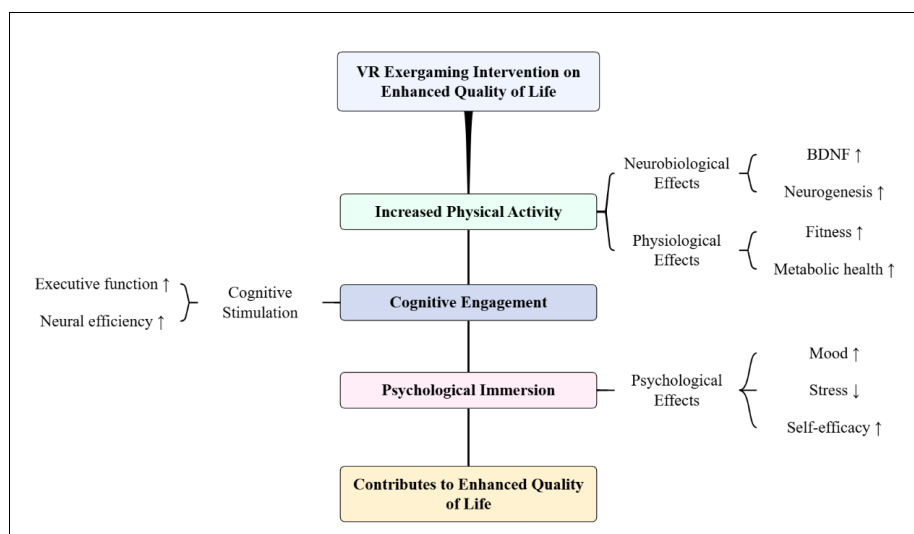 VR Exergaming Intervention on
Enhanced Quality of Life
Increased Physical Activity
Neurobiological
Effects
BDNF ↑
Neurogenesis ↑
Physiological
Effects
Fitness ↑
Metabolic health ↑
Cognitive Engagement
Cognitive
Stimulation
Executive function ↑
Neural efficiency ↑
Psychological Immersion
Psychological
Effects
Mood ↑
Stress ↓
Self-efficacy ↑
Contributes to Enhanced Quality
of Life